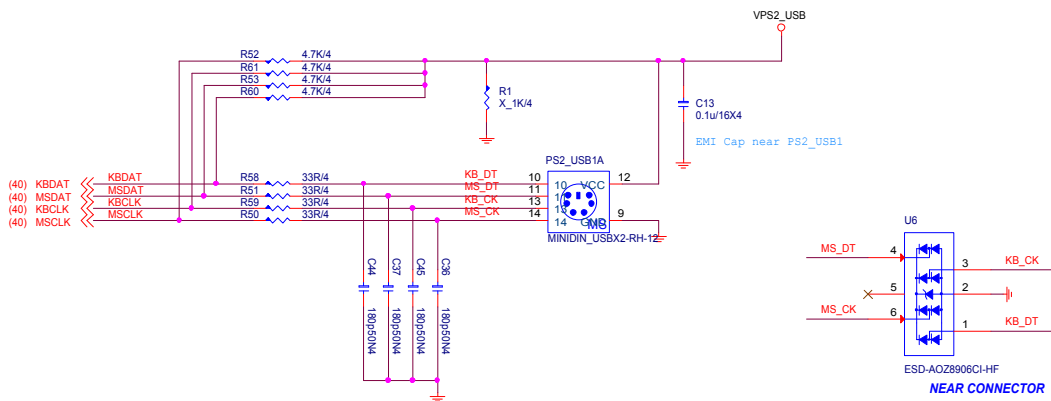 VPS2_USB
R52 4.7K/4
R61 4.7K/4
R53 4.7K/4
R60 4.7K/4
R1
X_1K/4
C13
0.1u/16X4
EMI Cap near PS2_USB1
PS2_USB1A
(40) KBDAT KBDAT R58 33R/4 KB_DT 10 10 VCC 12
(40) MSDAT MSDAT R51 33R/4 MS_DT 11
(40) KBCLK KBCLK R59 33R/4 KB_CK 13 13
(40) MSCLK MSCLK R50 33R/4 MS_CK 14 14 GND 9
MS
MINIDIN_USBX2-RH-12
C44 C37 C45 C36
180p50N4 180p50N4 180p50N4 180p50N4
U6
MS_DT 4
3 KB_CK
5 2
MS_CK 6
1 KB_DT
ESD-AOZ8906CI-HF
NEAR CONNECTOR